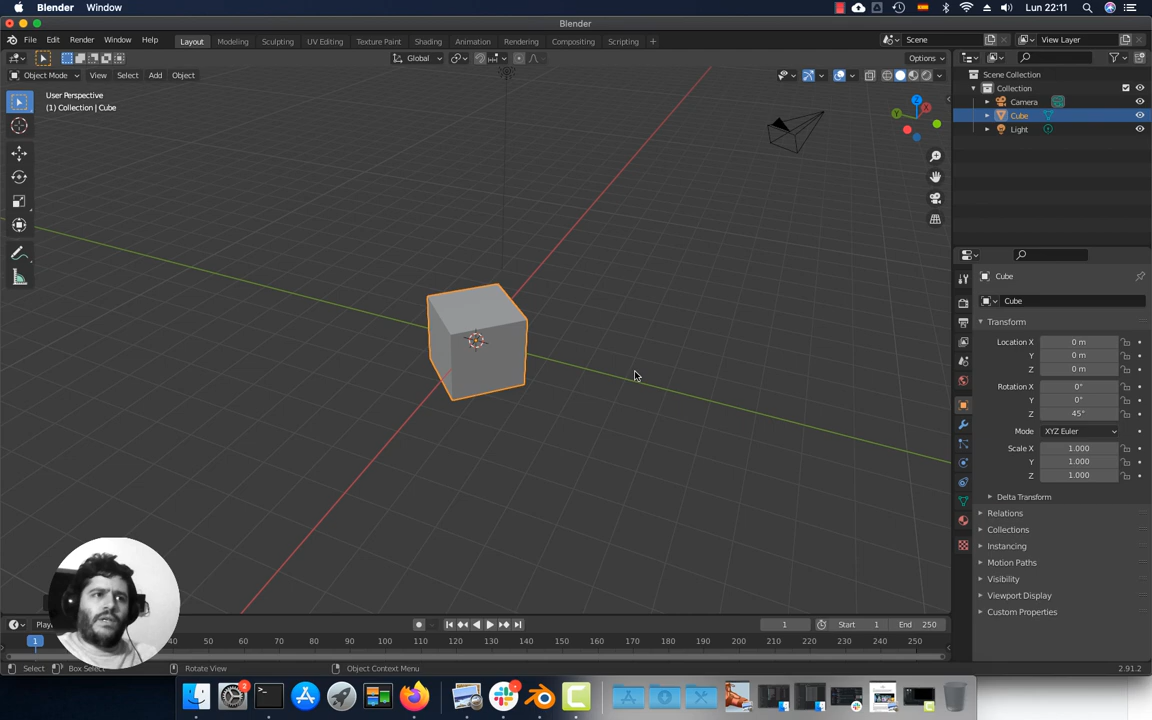 Blender Window
Lun 22:11
Blender
File Edit Render Window Help
Layout Modeling Sculpting UV Editing Texture Paint Shading Animation Rendering Compositing Scripting +
Scene
View Layer
Global
Options
Object Mode View Select Add Object
User Perspective
(1) Collection | Cube
Scene Collection
Collection
Camera
Cube
Light
Cube
Cube
Transform
Location X 0 m
Y 0 m
Z 0 m
Rotation X 0°
Y 0°
Z 45°
Mode XYZ Euler
Scale X 1.000
Y 1.000
Z 1.000
Delta Transform
Relations
Collections
Instancing
Motion Paths
Visibility
Viewport Display
Custom Properties
1 Start 1 End 250
1 40 50 60 70 80 90 100 110 120 130 140 150 160 170 180 190 200 210 220 230 240 250
Select Box Select Rotate View Object Context Menu 2.91.2
2